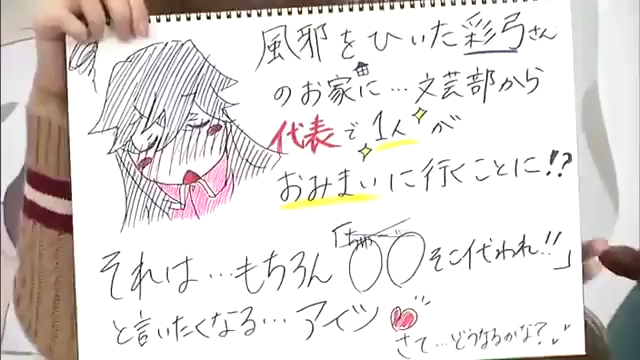 風邪をひいた彩弓さん
のお家に…文芸部から
代表で1人が
おみまいに行くことに!?
それは…もちろん「そこ代われ!!」
と言いたくなる…アイツ
さて…どうなるかな?